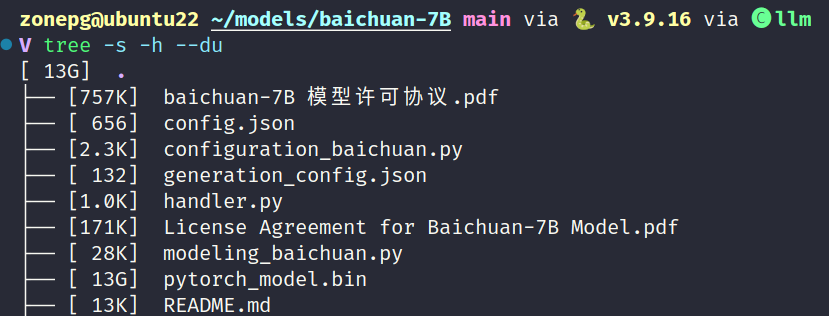 zonepg@ubuntu22 ~/models/baichuan-7B main via 🐍 v3.9.16 via 🅒 llm
V tree -s -h --du
[ 13G]  .
├── [757K]  baichuan-7B 模型许可协议.pdf
├── [ 656]  config.json
├── [2.3K]  configuration_baichuan.py
├── [ 132]  generation_config.json
├── [1.0K]  handler.py
├── [171K]  License Agreement for Baichuan-7B Model.pdf
├── [ 28K]  modeling_baichuan.py
├── [ 13G]  pytorch_model.bin
├── [ 13K]  README.md